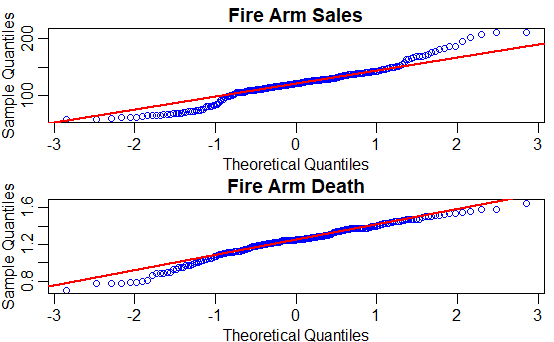 Fire Arm Sales
Sample Quantiles
200
100
-3 -2 -1 0 1 2 3
Theoretical Quantiles
Fire Arm Death
Sample Quantiles
1.6
1.2
0.8
-3 -2 -1 0 1 2 3
Theoretical Quantiles